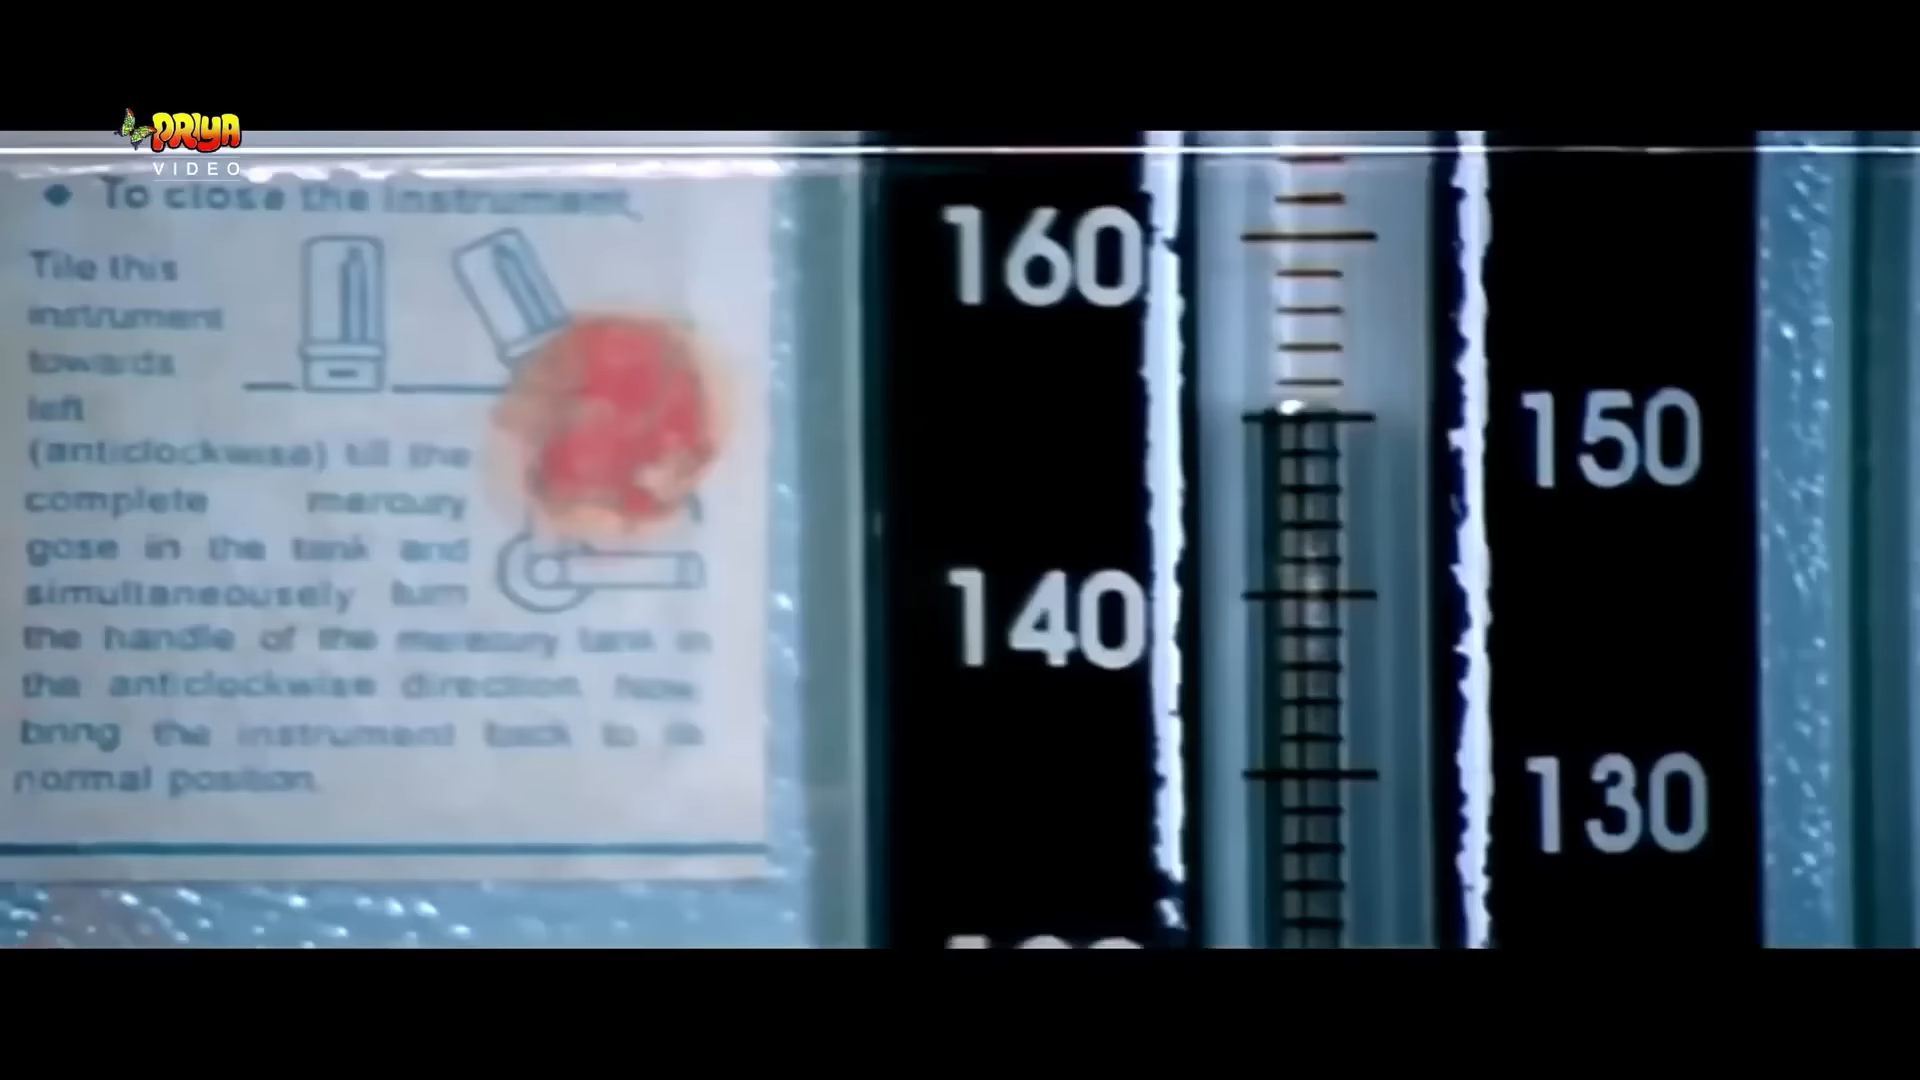 PRIYA
VIDEO
◆ To close the instrument,
Tile this
instrument
towards
left
(anticlockwise) till the
complete mercury
gose in the tank and
simultaneousely turn
the handle of the mercury tank in
the anticlockwise direction. Now
bring the instrument back to its
normal position.
160
150
140
130